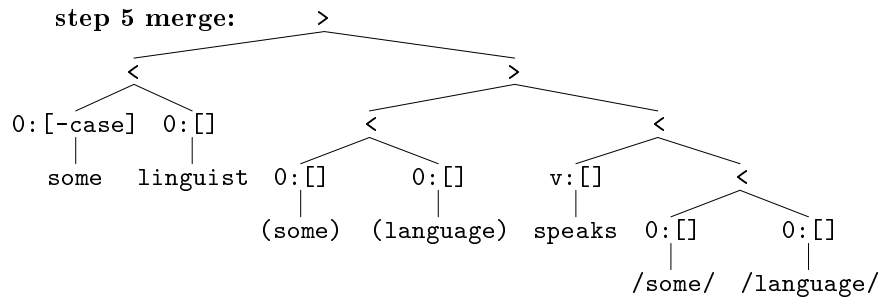 step 5 merge: >
< >
0:[-case] 0:[] < <
some linguist 0:[] 0:[] v:[] <
(some) (language) speaks 0:[] 0:[]
/some/ /language/